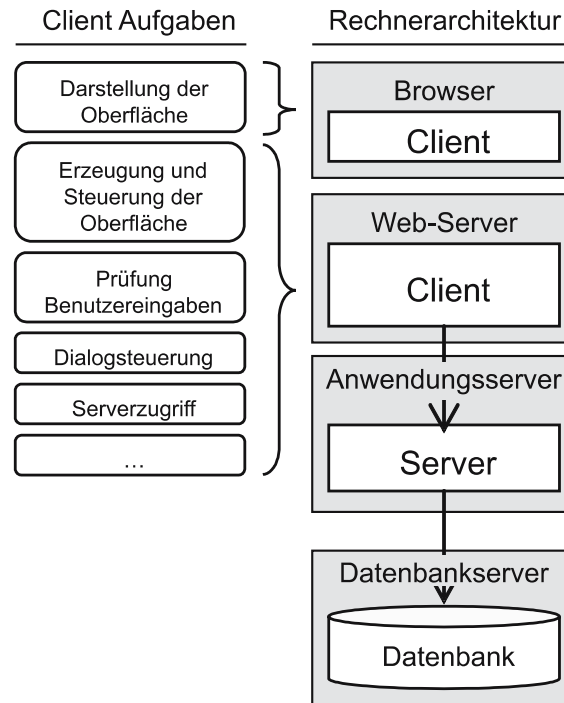 Client Aufgaben
Darstellung der
Oberfläche
Erzeugung und
Steuerung der
Oberfläche
Prüfung
Benutzereingaben
Dialogsteuerung
Serverzugriff
...
Rechnerarchitektur
Browser
Client
Web-Server
Client
Anwendungsserver
Server
Datenbankserver
Datenbank